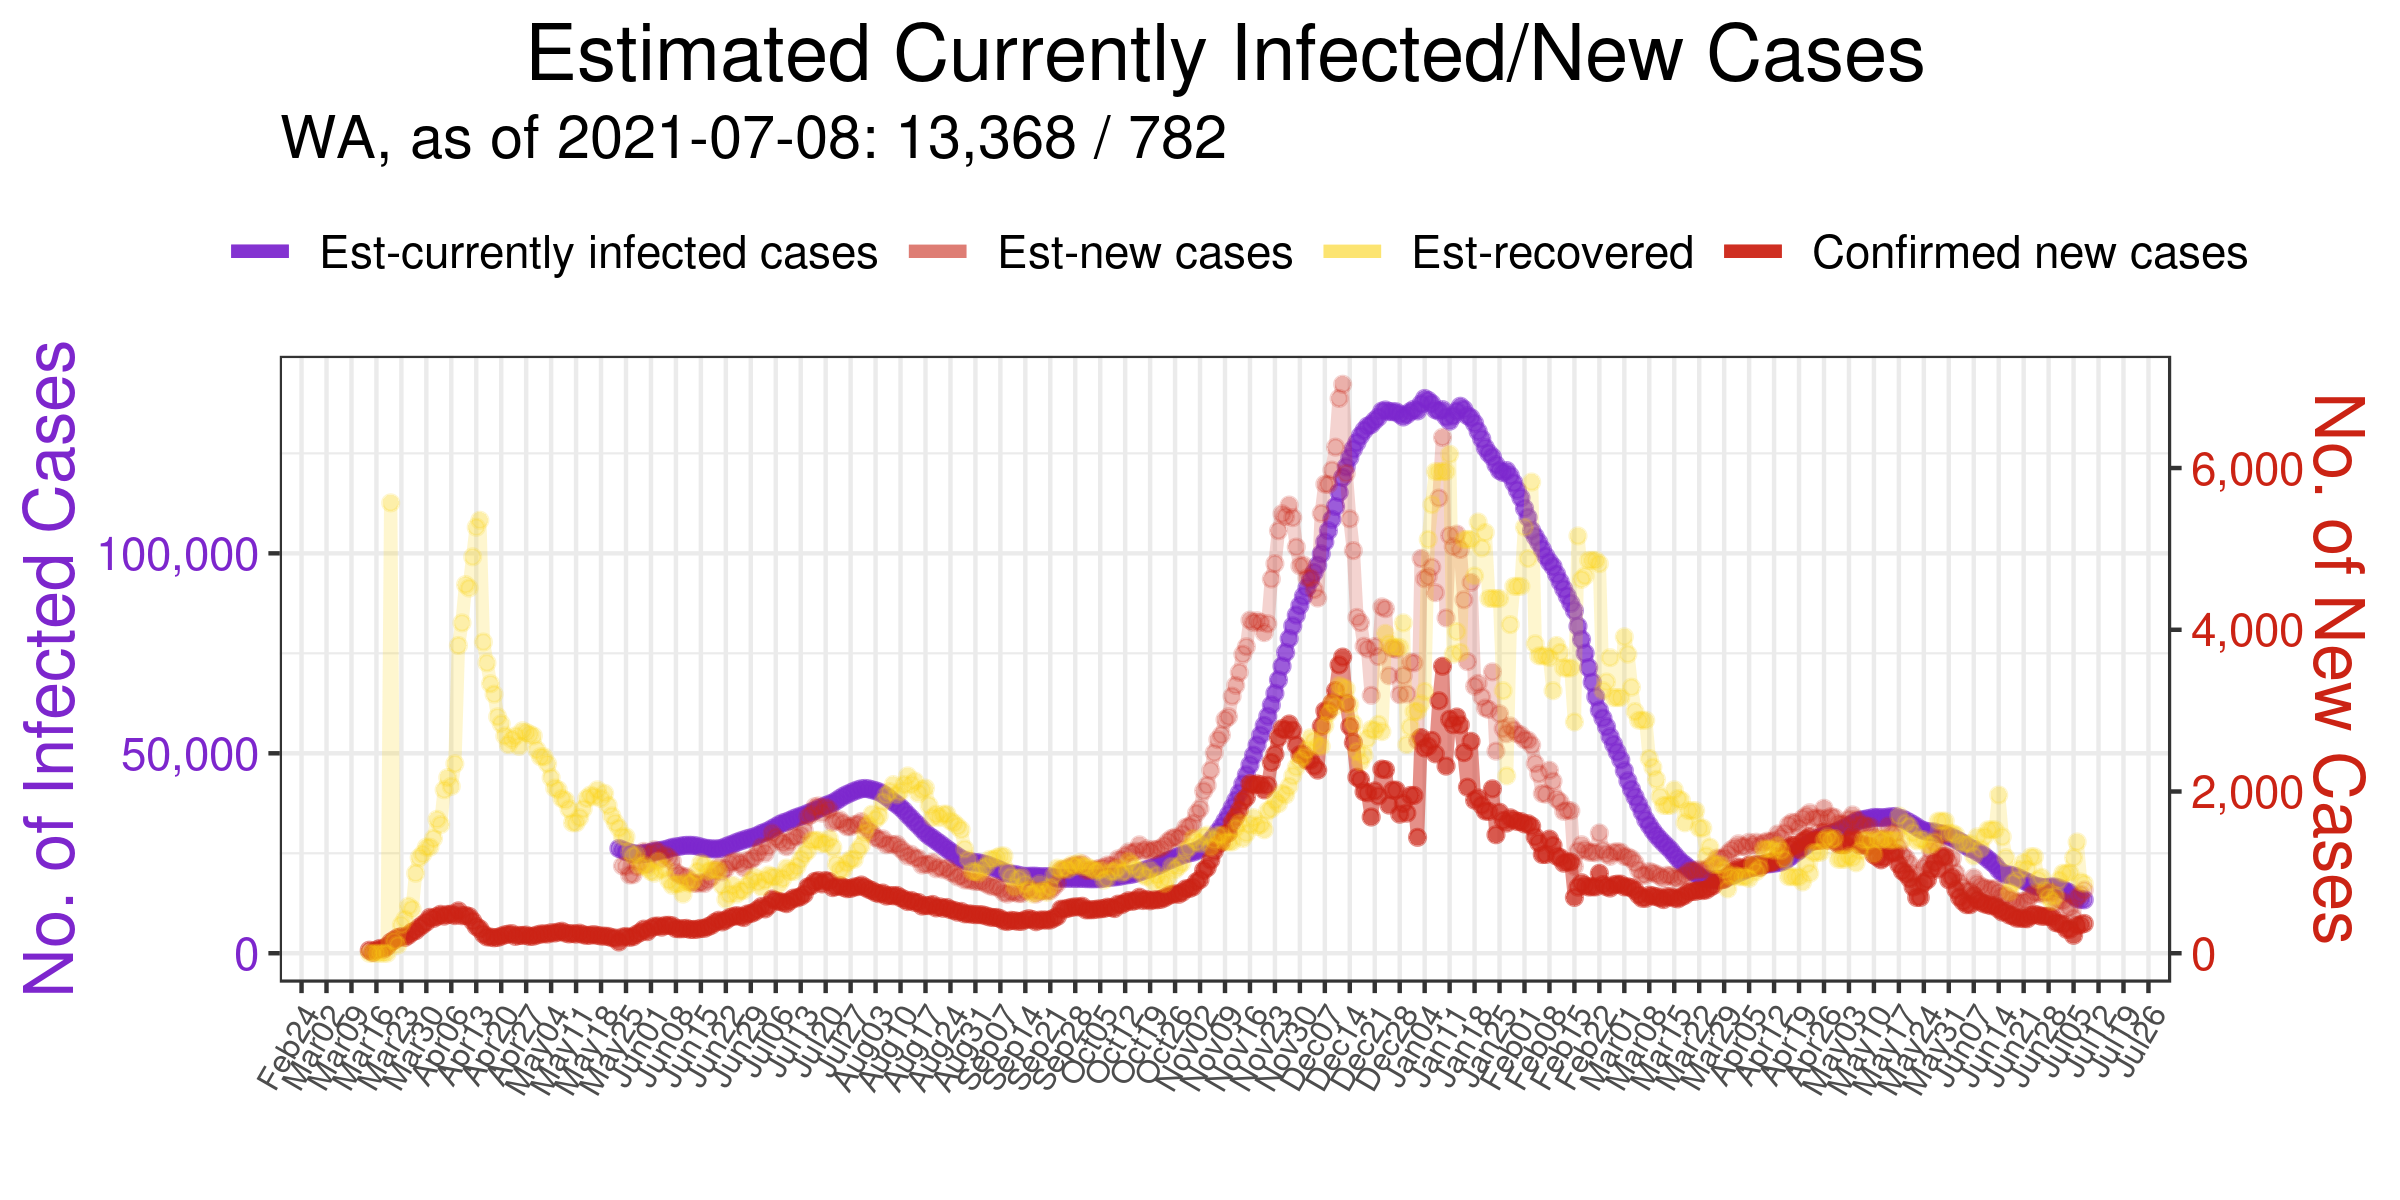 Estimated Currently Infected/New Cases
WA, as of 2021-07-08: 13,368 / 782
Est-currently infected cases
Est-new cases
Est-recovered
Confirmed new cases
No. of Infected Cases
100,000
50,000
0
6,000
4,000
2,000
0
No. of New Cases
Feb24
Mar02
Mar09
Mar16
Mar23
Mar30
Apr06
Apr13
Apr20
Apr27
May04
May11
May18
May25
Jun01
Jun08
Jun15
Jun22
Jun29
Jul06
Jul13
Jul20
Jul27
Aug03
Aug10
Aug17
Aug24
Aug31
Sep07
Sep14
Sep21
Sep28
Oct05
Oct12
Oct19
Oct26
Nov02
Nov09
Nov16
Nov23
Nov30
Dec07
Dec14
Dec21
Dec28
Jan04
Jan11
Jan18
Jan25
Feb01
Feb08
Feb15
Feb22
Mar01
Mar08
Mar15
Mar22
Mar29
Apr05
Apr12
Apr19
Apr26
May03
May10
May17
May24
May31
Jun07
Jun14
Jun21
Jun28
Jul05
Jul12
Jul19
Jul26